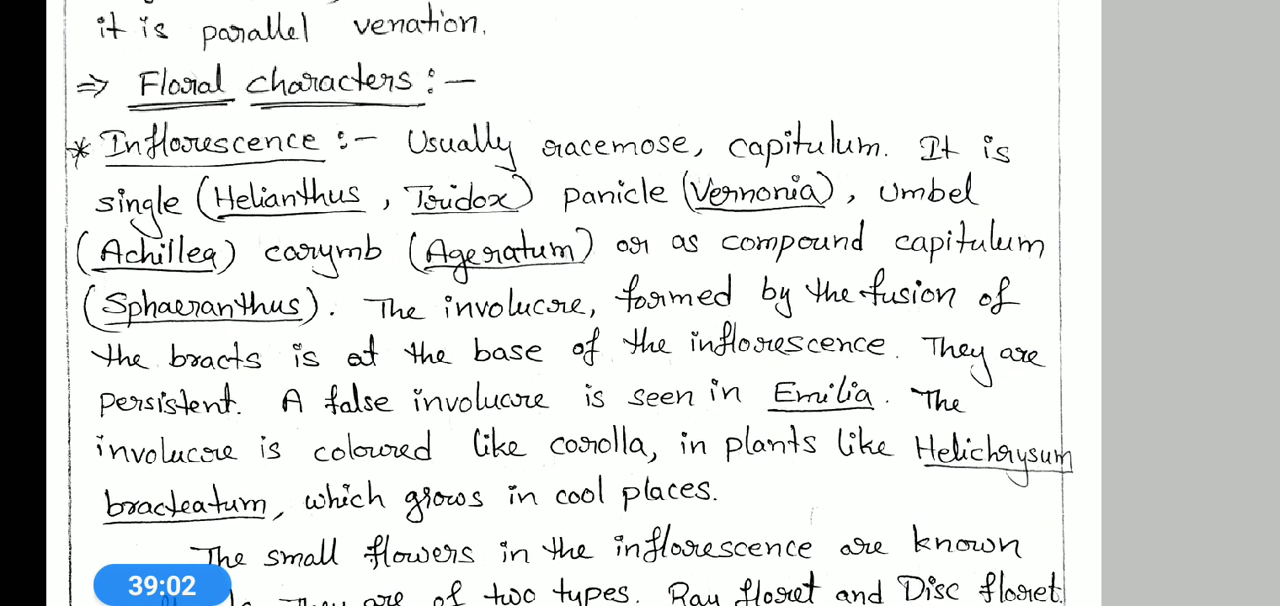 it is parallel venation.
⇒ Floral characters :—
* Inflorescence :- Usually racemose, capitulum. It is
single (Helianthus, Tridox) panicle (Vernonia), Umbel
(Achillea) corymb (Ageratum) or as compound capitulum
(Sphaeranthus). The involucre, formed by the fusion of
the bracts is at the base of the inflorescence. They are
persistent. A false involucre is seen in Emilia. The
involucre is coloured like corolla, in plants like Helichrysum
bracteatum, which grows in cool places.
The small flowers in the inflorescence are known
39:02
They are of two types. Ray floret and Disc floret.